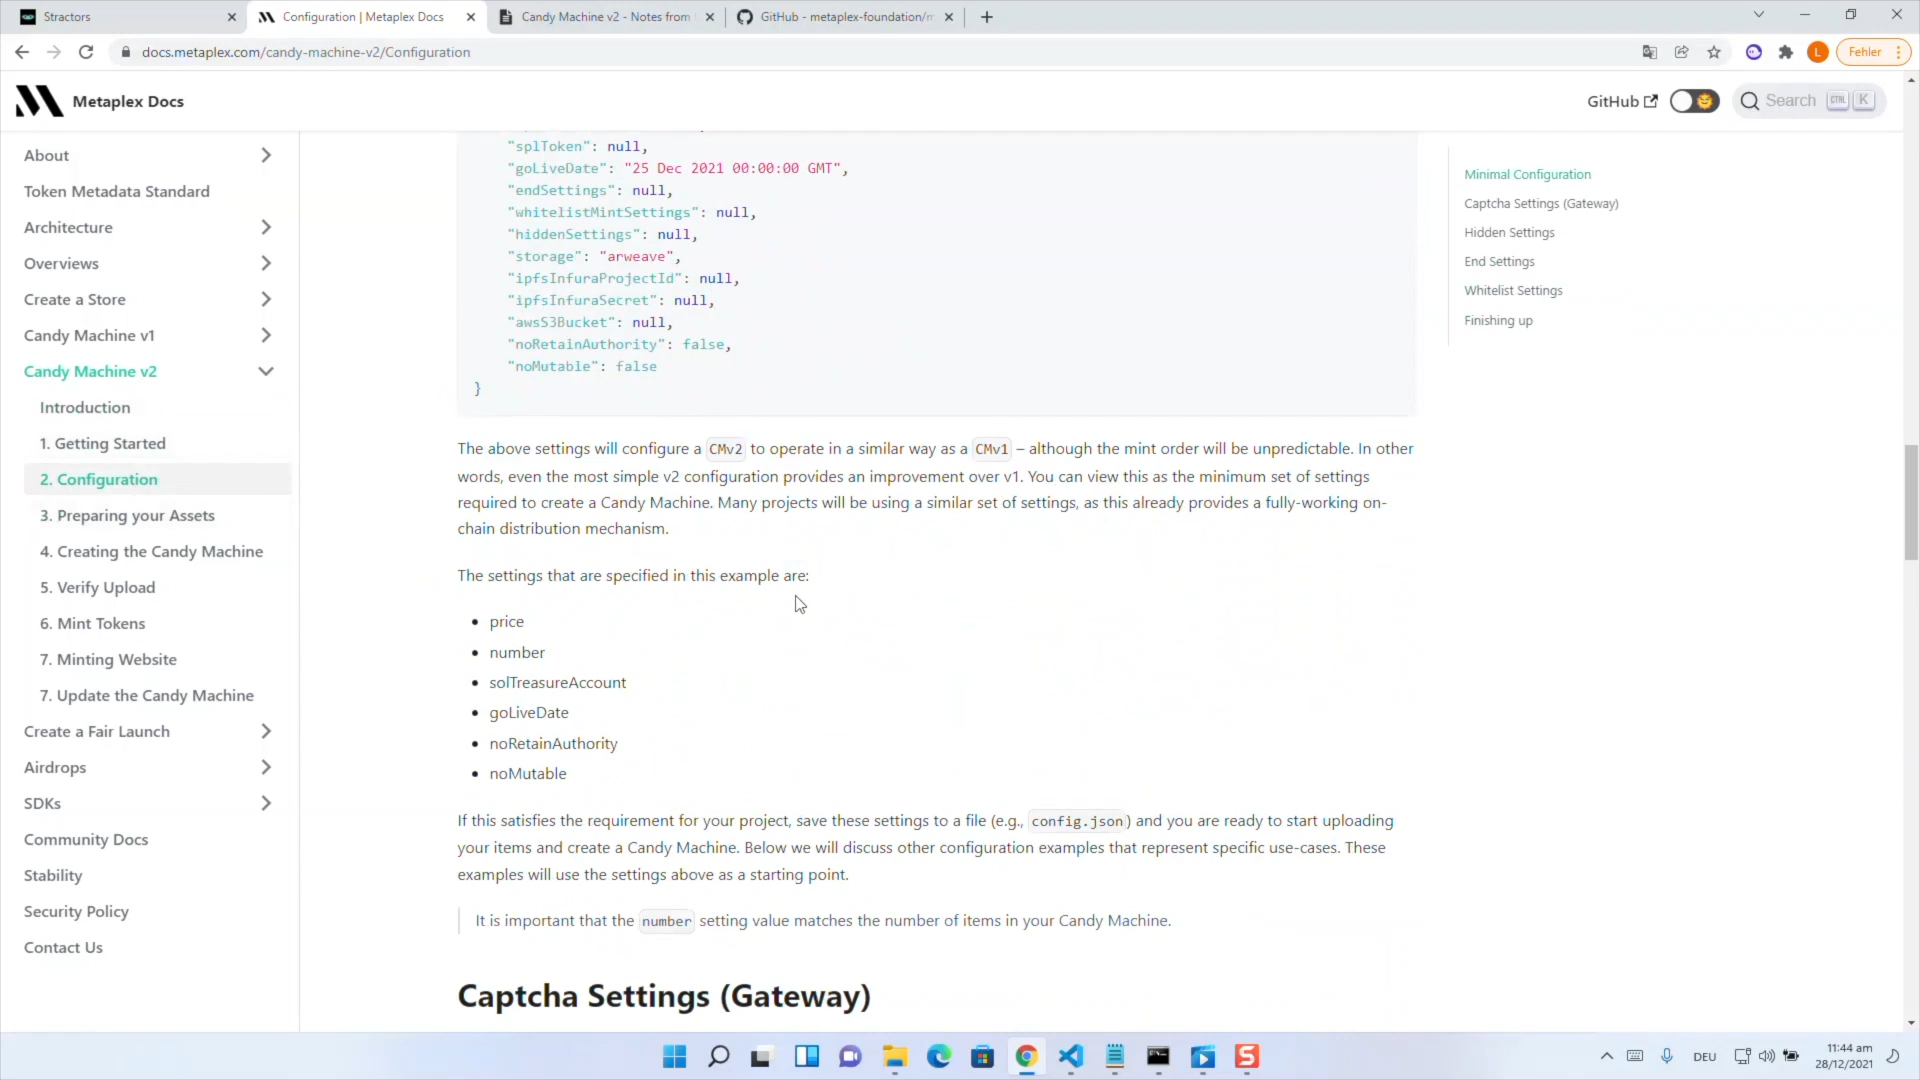 Stractors
Configuration | Metaplex Docs
Candy Machine v2 - Notes from
GitHub - metaplex-foundation/m
docs.metaplex.com/candy-machine-v2/Configuration
L
Fehler
Metaplex Docs
GitHub
Search
CTRL K
About
Token Metadata Standard
Architecture
Overviews
Create a Store
Candy Machine v1
Candy Machine v2
Introduction
1. Getting Started
2. Configuration
3. Preparing your Assets
4. Creating the Candy Machine
5. Verify Upload
6. Mint Tokens
7. Minting Website
7. Update the Candy Machine
Create a Fair Launch
Airdrops
SDKs
Community Docs
Stability
Security Policy
Contact Us
"splToken": null,
"goLiveDate": "25 Dec 2021 00:00:00 GMT",
"endSettings": null,
"whitelistMintSettings": null,
"hiddenSettings": null,
"storage": "arweave",
"ipfsInfuraProjectId": null,
"ipfsInfuraSecret": null,
"awsS3Bucket": null,
"noRetainAuthority": false,
"noMutable": false
}
The above settings will configure a CMv2 to operate in a similar way as a CMv1 – although the mint order will be unpredictable. In other
words, even the most simple v2 configuration provides an improvement over v1. You can view this as the minimum set of settings
required to create a Candy Machine. Many projects will be using a similar set of settings, as this already provides a fully-working on-
chain distribution mechanism.
The settings that are specified in this example are:
price
number
solTreasureAccount
goLiveDate
noRetainAuthority
noMutable
If this satisfies the requirement for your project, save these settings to a file (e.g., config.json) and you are ready to start uploading
your items and create a Candy Machine. Below we will discuss other configuration examples that represent specific use-cases. These
examples will use the settings above as a starting point.
It is important that the number setting value matches the number of items in your Candy Machine.
Captcha Settings (Gateway)
Minimal Configuration
Captcha Settings (Gateway)
Hidden Settings
End Settings
Whitelist Settings
Finishing up
DEU
11:44 am
28/12/2021